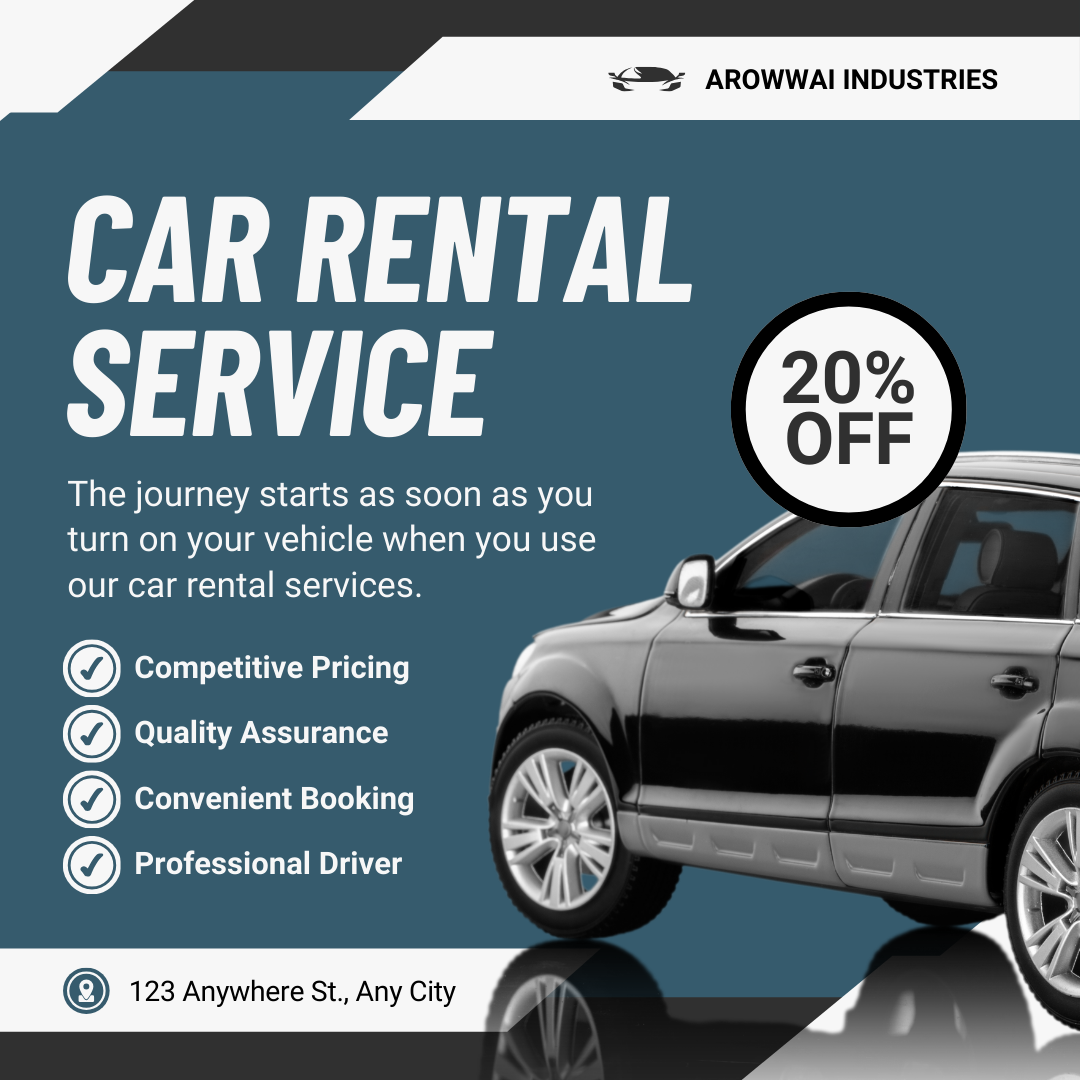 AROWWAI INDUSTRIES
CAR RENTAL
SERVICE
20%
OFF
The journey starts as soon as you
turn on your vehicle when you use
our car rental services.
Competitive Pricing
Quality Assurance
Convenient Booking
Professional Driver
123 Anywhere St., Any City